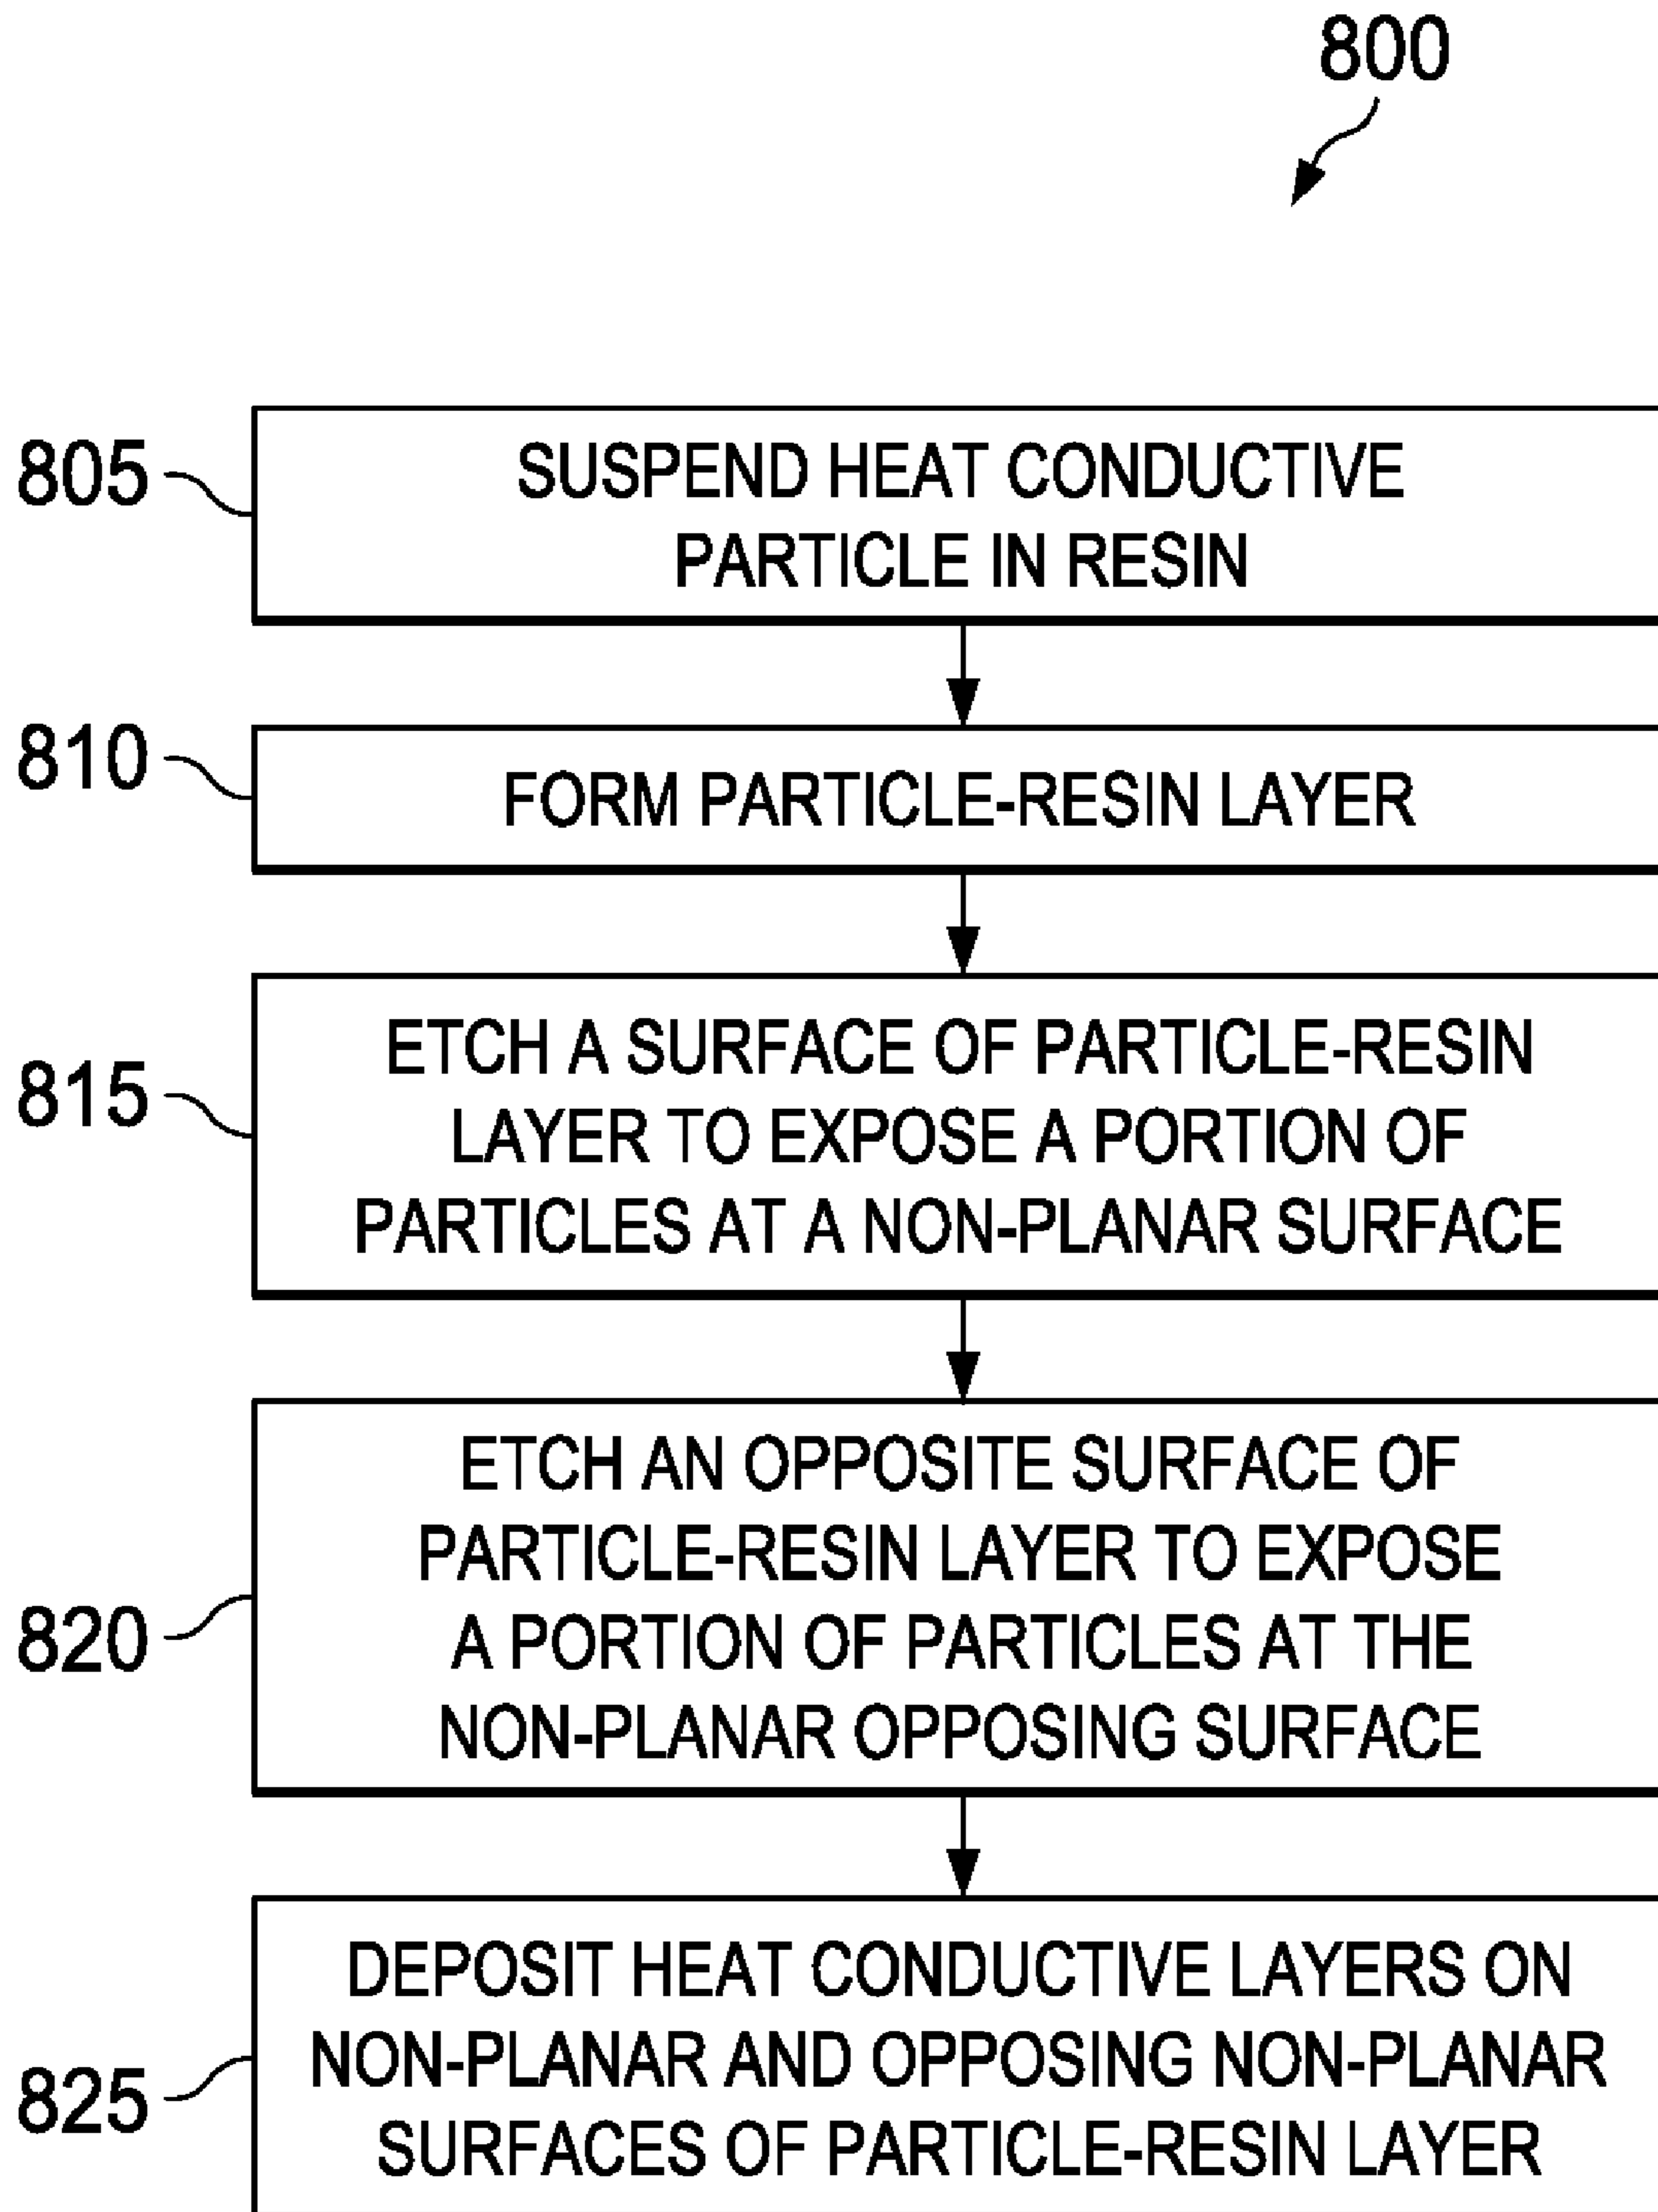 800
805
SUSPEND HEAT CONDUCTIVE
PARTICLE IN RESIN
810
FORM PARTICLE-RESIN LAYER
815
ETCH A SURFACE OF PARTICLE-RESIN
LAYER TO EXPOSE A PORTION OF
PARTICLES AT A NON-PLANAR SURFACE
820
ETCH AN OPPOSITE SURFACE OF
PARTICLE-RESIN LAYER TO EXPOSE
A PORTION OF PARTICLES AT THE
NON-PLANAR OPPOSING SURFACE
825
DEPOSIT HEAT CONDUCTIVE LAYERS ON
NON-PLANAR AND OPPOSING NON-PLANAR
SURFACES OF PARTICLE-RESIN LAYER